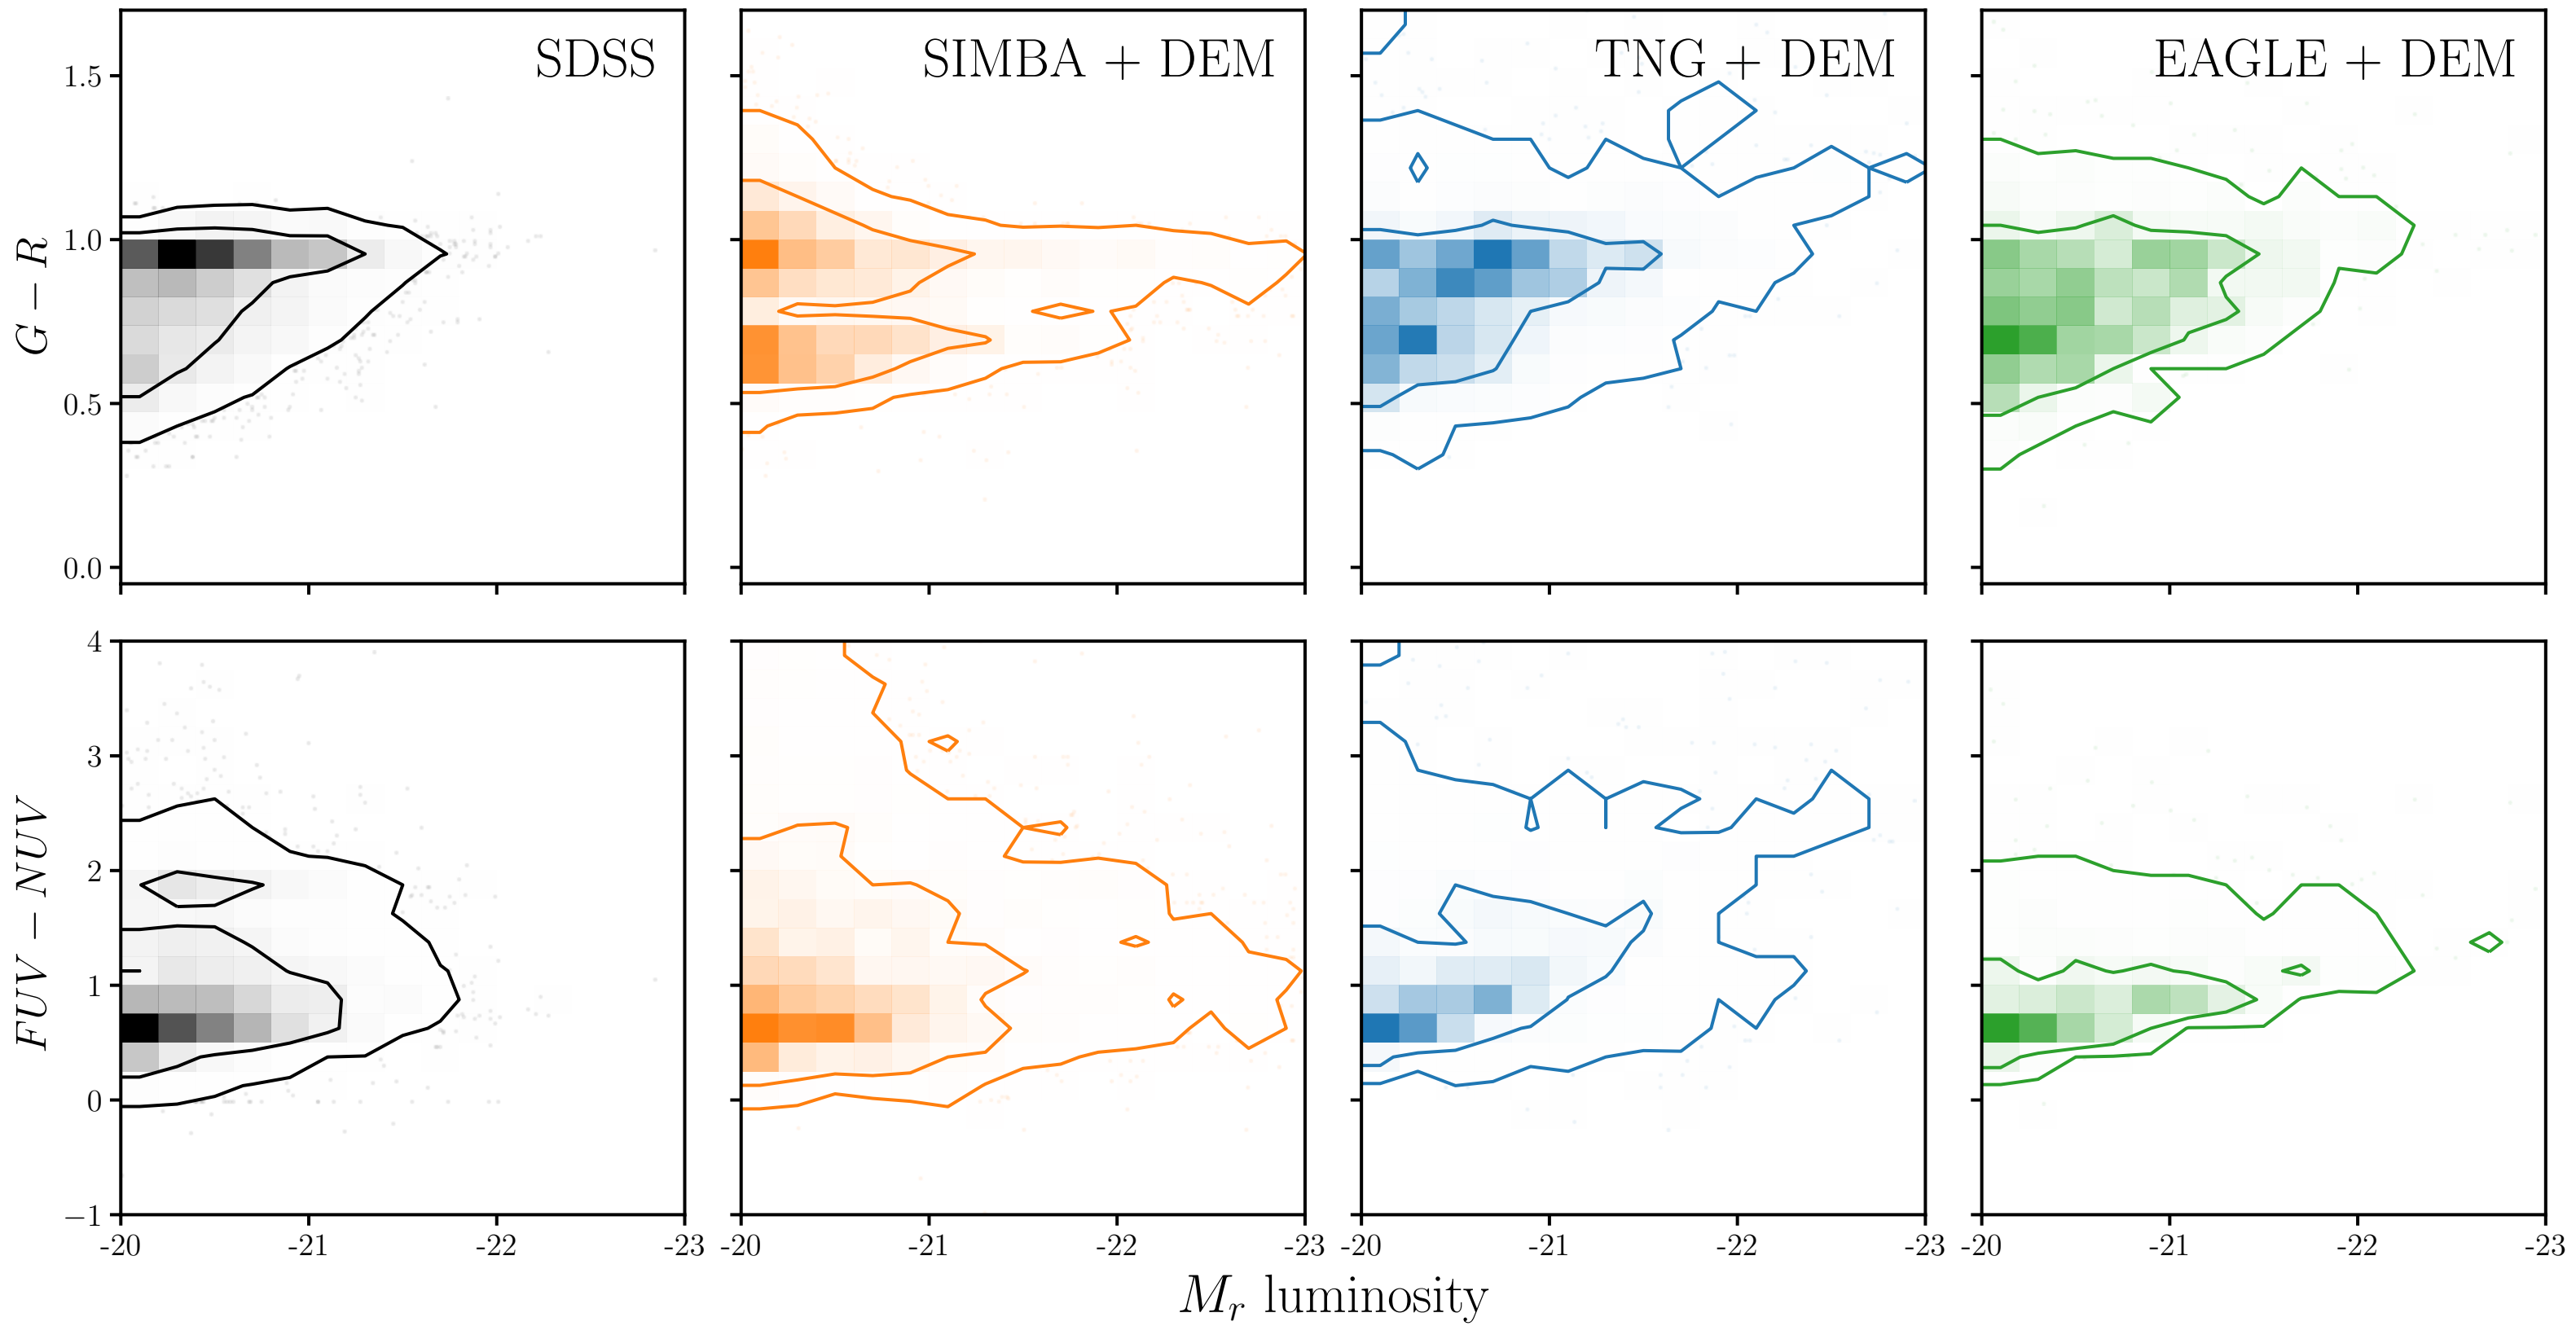 SDSS
SIMBA + DEM
TNG + DEM
EAGLE + DEM
1.5
1.0
0.5
0.0
G − R
4
3
2
1
0
−1
FUV − NUV
-20 -21 -22 -23
-20 -21 -22 -23
-20 -21 -22 -23
-20 -21 -22 -23
M_r luminosity